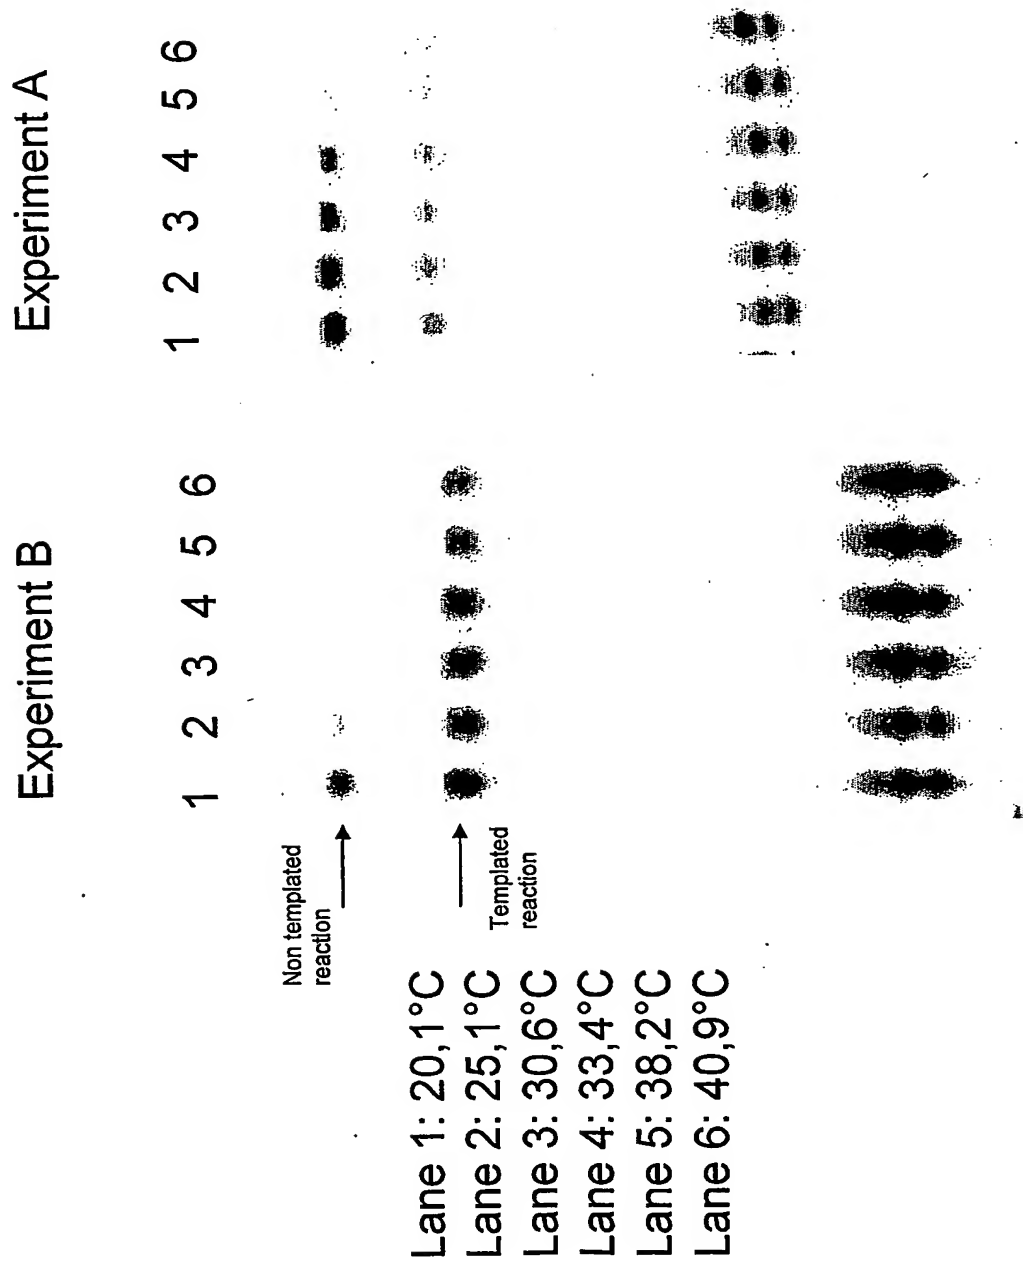 Experiment B
Experiment A
1 2 3 4 5 6
1 2 3 4 5 6
Non templated
reaction
Templated
reaction
Lane 1: 20,1°C
Lane 2: 25,1°C
Lane 3: 30,6°C
Lane 4: 33,4°C
Lane 5: 38,2°C
Lane 6: 40,9°C